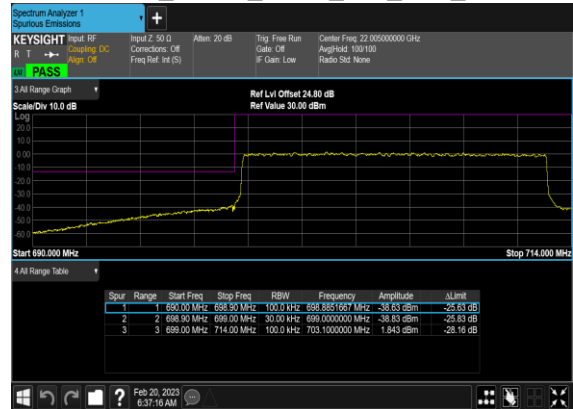 Spectrum Analyzer 1
Spurious Emissions
KEYSIGHT Input: RF Input Z: 50 Ω Atten: 20 dB Trig: Free Run Center Freq: 22.005000000 GHz
R T Coupling: DC Corrections: Off Gate: Off Avg|Hold: 100/100
Align: Off Freq Ref: Int (S) IF Gain: Low Radio Std: None
PASS
3 All Range Graph
Ref Lvl Offset 24.80 dB
Scale/Div 10.0 dB Ref Value 30.00 dBm
Log
20.0
10.0
0.00
-10.0
-20.0
-30.0
-40.0
-50.0
-60.0
Start 690.000 MHz Stop 714.000 MHz
4 All Range Table
Spur Range Start Freq Stop Freq RBW Frequency Amplitude ΔLimit
1 1 690.00 MHz 698.90 MHz 100.0 kHz 698.8851667 MHz -38.63 dBm -25.63 dB
2 2 698.90 MHz 699.00 MHz 30.00 kHz 699.0000000 MHz -38.83 dBm -25.83 dB
3 3 699.00 MHz 714.00 MHz 100.0 kHz 703.1000000 MHz 1.843 dBm -28.16 dB
Feb 20, 2023
6:37:16 AM